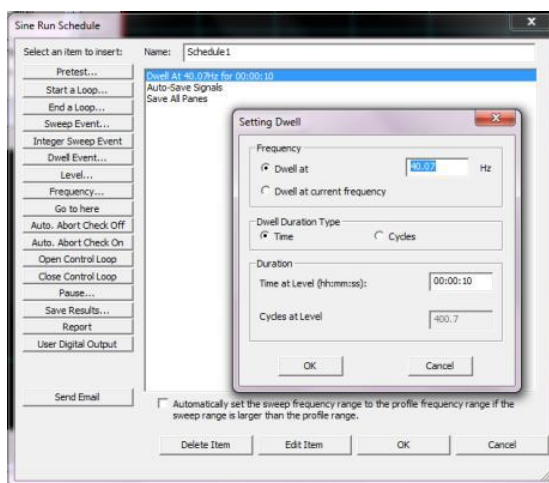 Sine Run Schedule
x
Select an item to insert:
Name: Schedule1
Pretest...
Start a Loop...
End a Loop...
Sweep Event...
Integer Sweep Event
Dwell Event...
Level...
Frequency...
Go to here
Auto. Abort Check Off
Auto. Abort Check On
Open Control Loop
Close Control Loop
Pause...
Save Results...
Report
User Digital Output
Send Email
Dwell At 40.07Hz for 00:00:10
Auto-Save Signals
Save All Panes
Setting Dwell
x
Frequency
Dwell at 40.07 Hz
Dwell at current frequency
Dwell Duration Type
Time Cycles
Duration
Time at Level (hh:mm:ss): 00:00:10
Cycles at Level 400.7
OK Cancel
Automatically set the sweep frequency range to the profile frequency range if the
sweep range is larger than the profile range.
Delete Item Edit Item OK Cancel